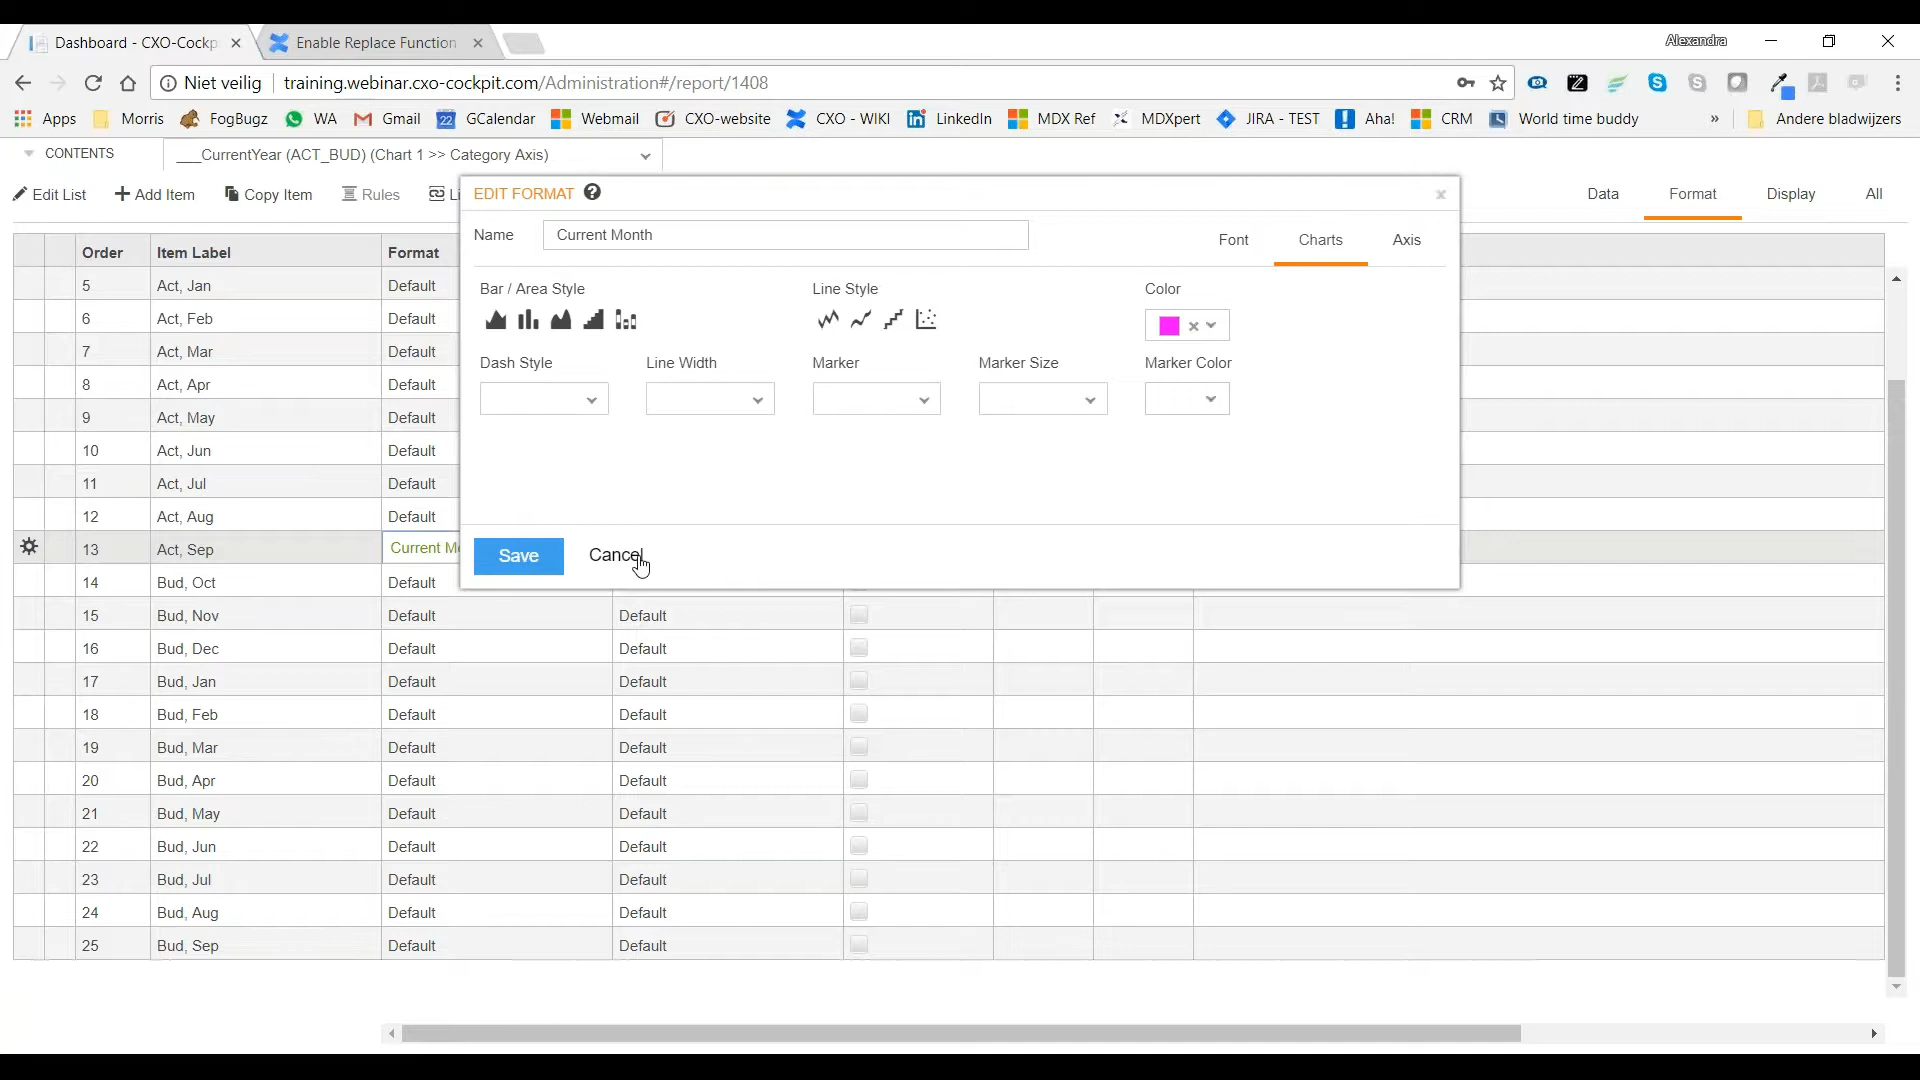 Dashboard - CXO-Cockp
Enable Replace Function
Alexandra
Niet veilig
training.webinar.cxo-cockpit.com/Administration#/report/1408
Apps
Morris
FogBugz
WA
Gmail
22
GCalendar
Webmail
CXO-website
CXO - WIKI
LinkedIn
MDX Ref
MDXpert
JIRA - TEST
Aha!
CRM
World time buddy
»
Andere bladwijzers
CONTENTS
___CurrentYear (ACT_BUD) (Chart 1 >> Category Axis)
Edit List
Add Item
Copy Item
Rules
Li
Data
Format
Display
All
EDIT FORMAT
Name
Current Month
Font
Charts
Axis
Bar / Area Style
Line Style
Color
Dash Style
Line Width
Marker
Marker Size
Marker Color
Save
Cancel
Order Item Label Format
5 Act, Jan Default
6 Act, Feb Default
7 Act, Mar Default
8 Act, Apr Default
9 Act, May Default
10 Act, Jun Default
11 Act, Jul Default
12 Act, Aug Default
13 Act, Sep Current Mo
14 Bud, Oct Default
15 Bud, Nov Default Default
16 Bud, Dec Default Default
17 Bud, Jan Default Default
18 Bud, Feb Default Default
19 Bud, Mar Default Default
20 Bud, Apr Default Default
21 Bud, May Default Default
22 Bud, Jun Default Default
23 Bud, Jul Default Default
24 Bud, Aug Default Default
25 Bud, Sep Default Default